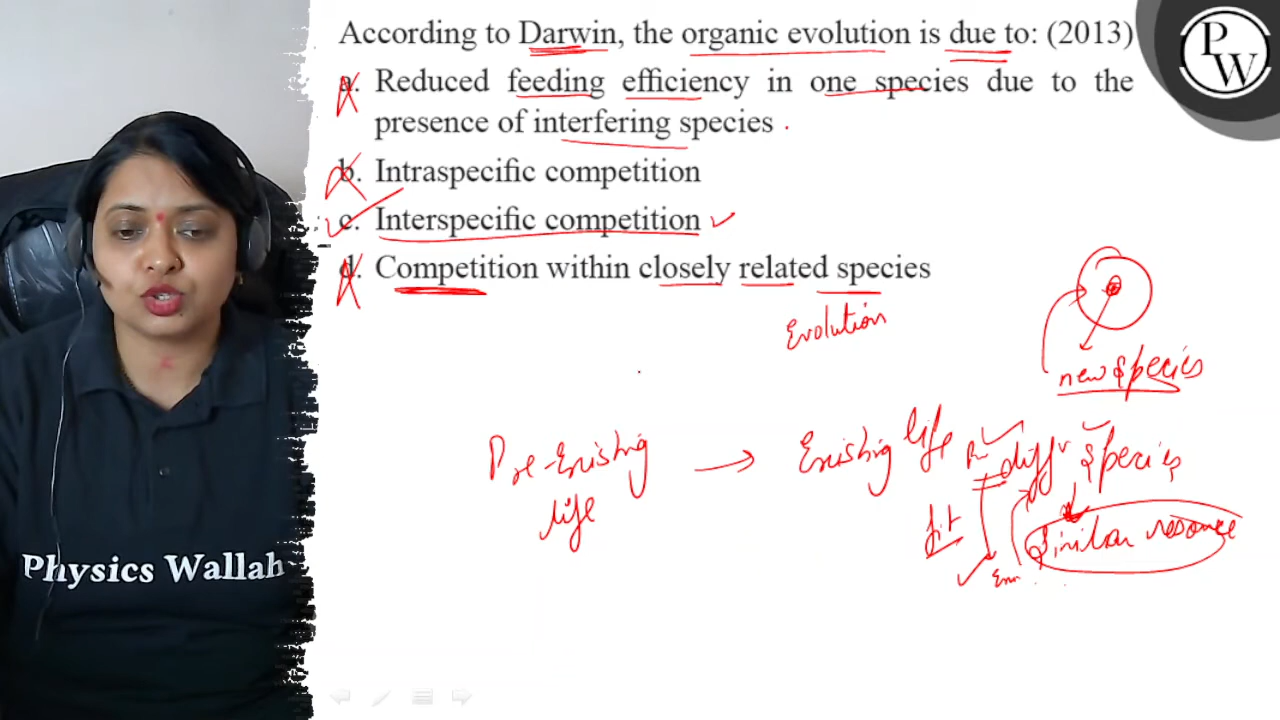 According to Darwin, the organic evolution is due to: (2013)
a. Reduced feeding efficiency in one species due to the
presence of interfering species
b. Intraspecific competition
c. Interspecific competition
d. Competition within closely related species
Evolution
new species
Pre-Existing life → Existing life diff species
fit
similar resource
Physics Wallah
PW